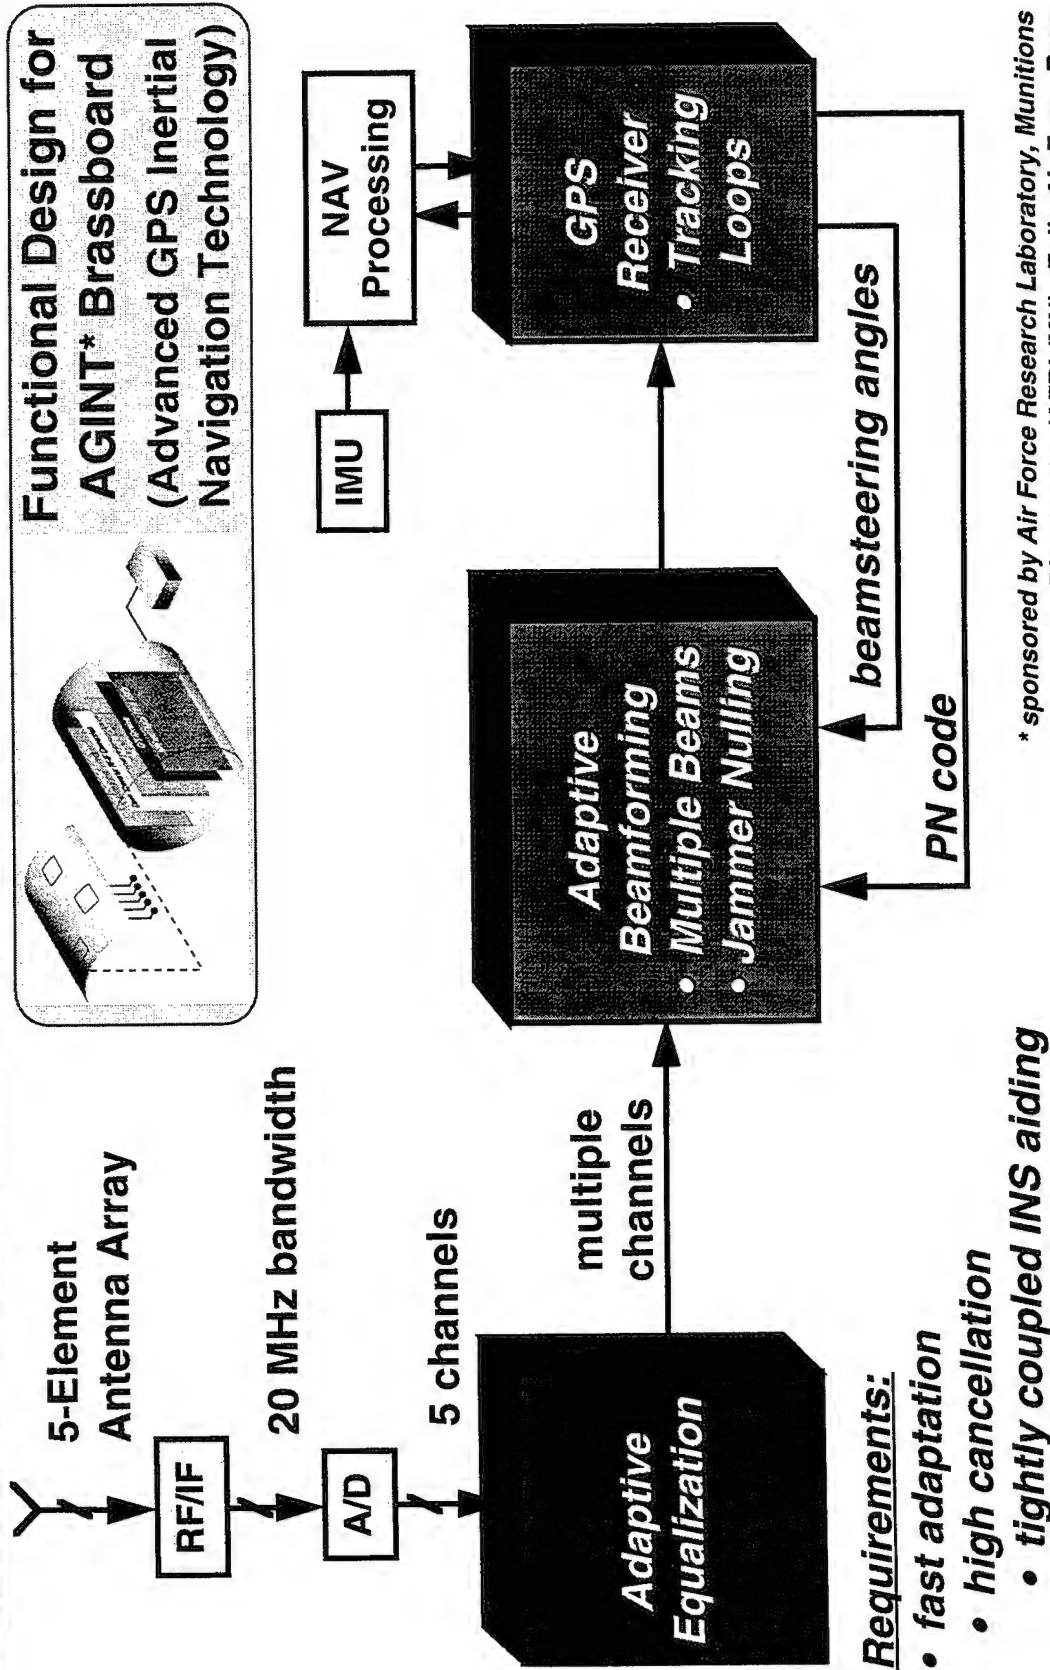 Functional Design for
AGINT* Brassboard
(Advanced GPS Inertial
Navigation Technology)
5-Element
Antenna Array
RF/IF
20 MHz bandwidth
A/D
5 channels
Adaptive
Equalization
multiple
channels
Adaptive
Beamforming
• Multiple Beams
• Jammer Nulling
IMU
NAV
Processing
GPS
Receiver
• Tracking
Loops
beamsteering angles
PN code
Requirements:
• fast adaptation
• high cancellation
• tightly coupled INS aiding
* sponsored by Air Force Research Laboratory, Munitions